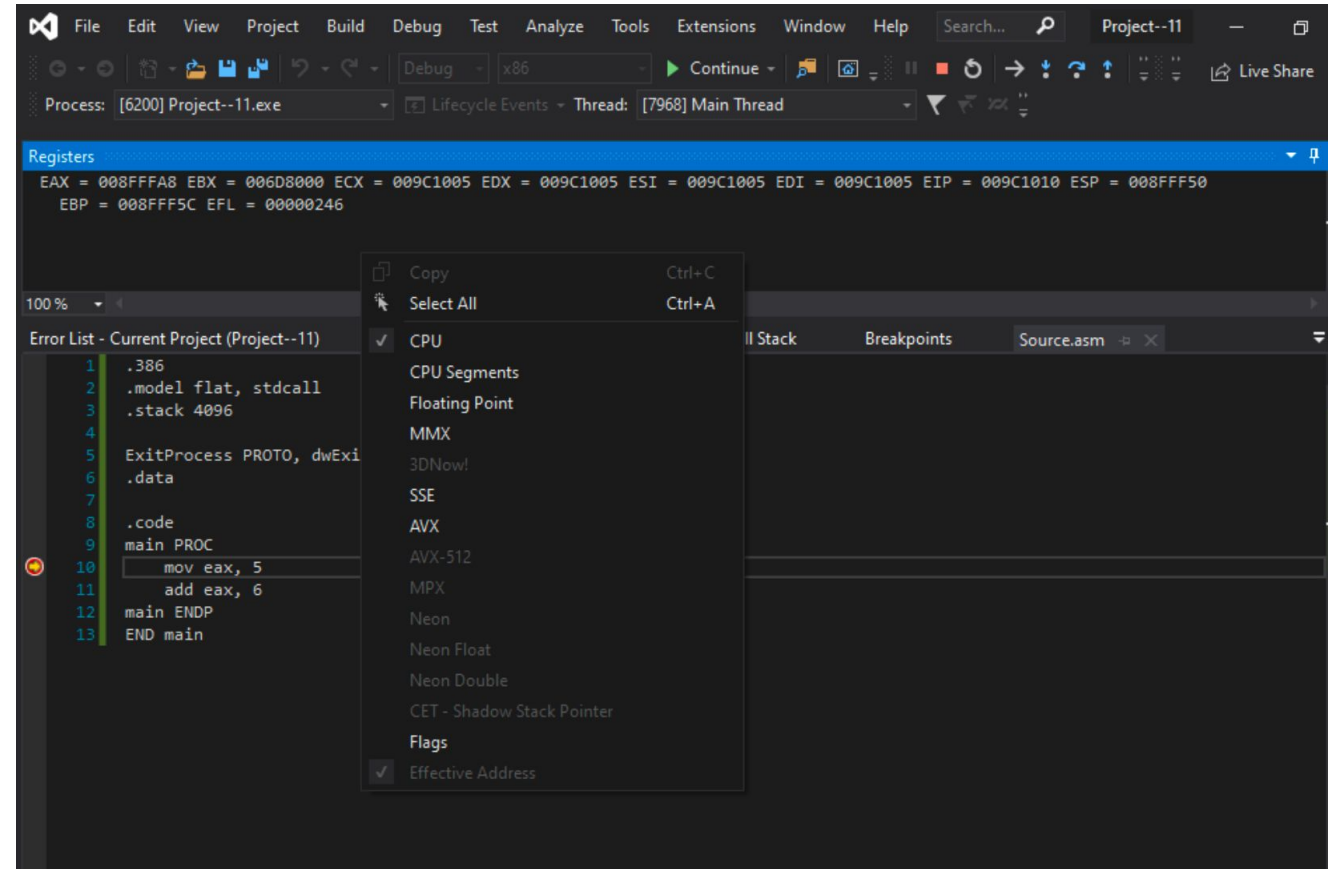 File Edit View Project Build Debug Test Analyze Tools Extensions Window Help Search... Project--11
Debug x86 Continue Live Share
Process: [6200] Project--11.exe Lifecycle Events Thread: [7968] Main Thread
Registers
EAX = 008FFFA8 EBX = 006D8000 ECX = 009C1005 EDX = 009C1005 ESI = 009C1005 EDI = 009C1005 EIP = 009C1010 ESP = 008FFF50
EBP = 008FFF5C EFL = 00000246
Copy Ctrl+C
100 % Select All Ctrl+A
Error List - Current Project (Project--11) CPU ll Stack Breakpoints Source.asm
1 .386
2 .model flat, stdcall CPU Segments
3 .stack 4096 Floating Point
4 MMX
5 ExitProcess PROTO, dwExi
6 .data 3DNow!
7 SSE
8 .code AVX
9 main PROC
AVX-512
10 mov eax, 5
11 add eax, 6 MPX
12 main ENDP Neon
13 END main
Neon Float
Neon Double
CET - Shadow Stack Pointer
Flags
Effective Address